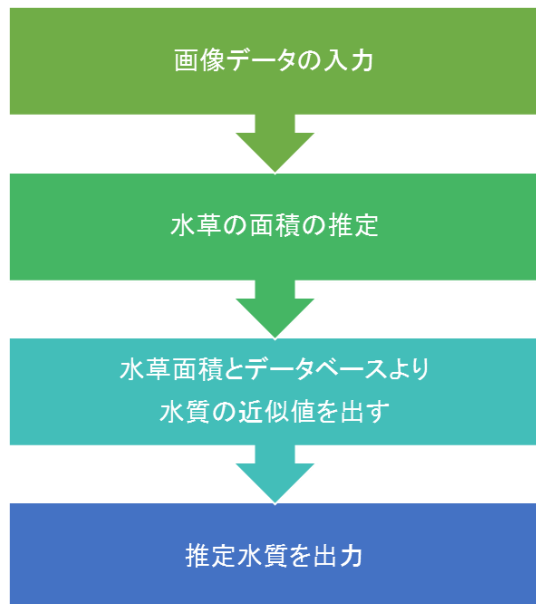 画像データの入力
水草の面積の推定
水草面積とデータベースより
水質の近似値を出す
推定水質を出力